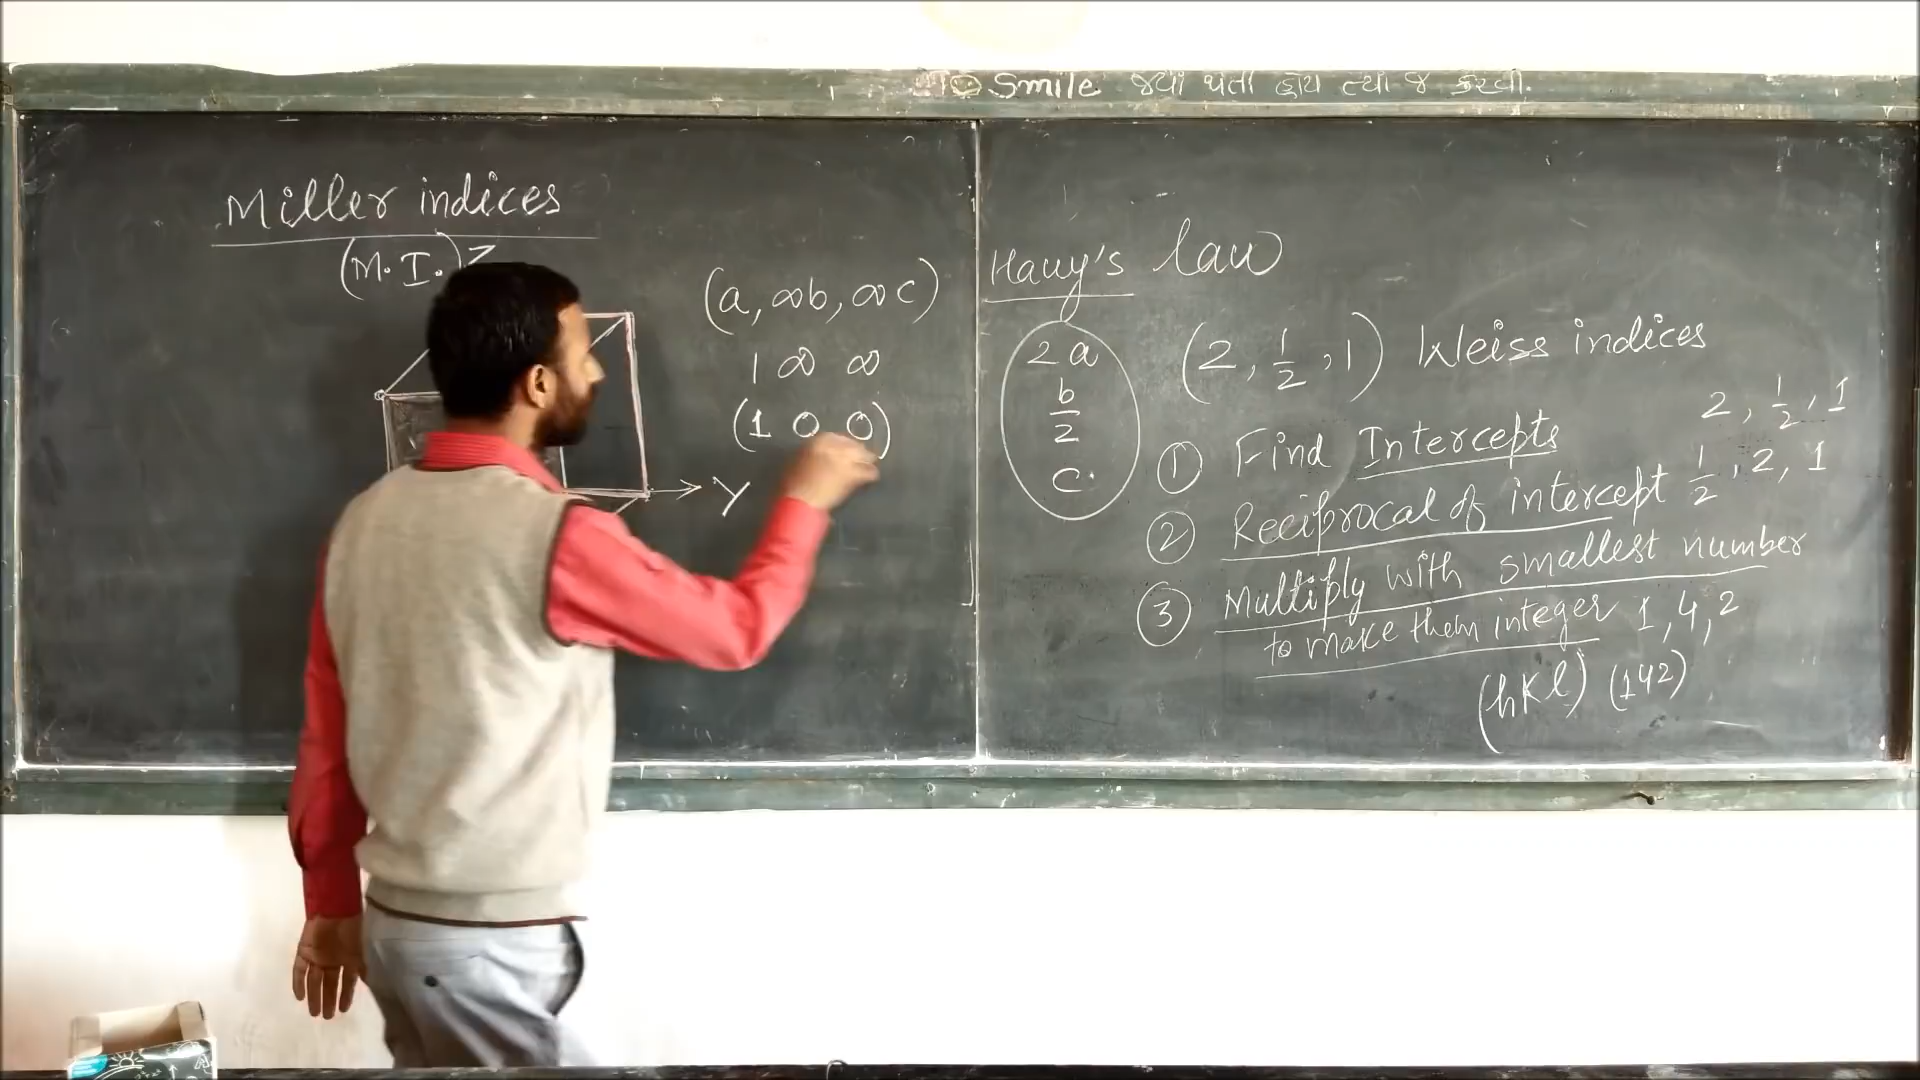 Smile જ્યાં થતી હોય ત્યાં જ કરવી.
Miller indices
(M.I.)
Z
Y
(a, ∞b, ∞c)
1 ∞ ∞
(1 0 0)
Hauy's law
2a
b/2
c.
(2, 1/2, 1) Weiss indices
2, 1/2, 1
① Find Intercepts
② Reciprocal of intercept 1/2, 2, 1
③ Multiply with smallest number
to make them integer 1, 4, 2
(hkl) (142)